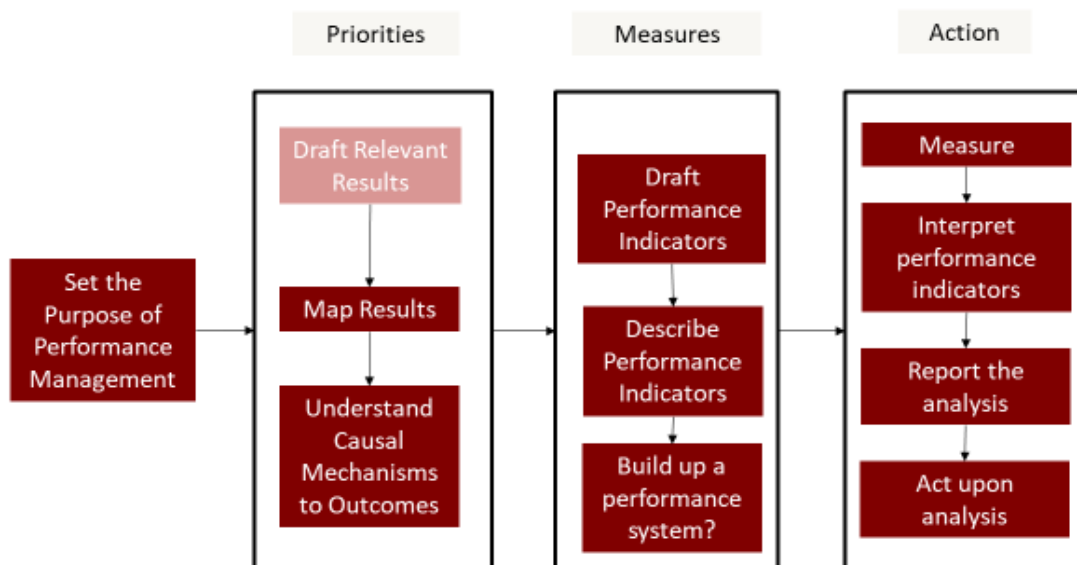 Priorities
Measures
Action
Set the
Purpose of
Performance
Management
Draft Relevant
Results
Map Results
Understand
Causal
Mechanisms
to Outcomes
Draft
Performance
Indicators
Describe
Performance
Indicators
Build up a
performance
system?
Measure
Interpret
performance
indicators
Report the
analysis
Act upon
analysis